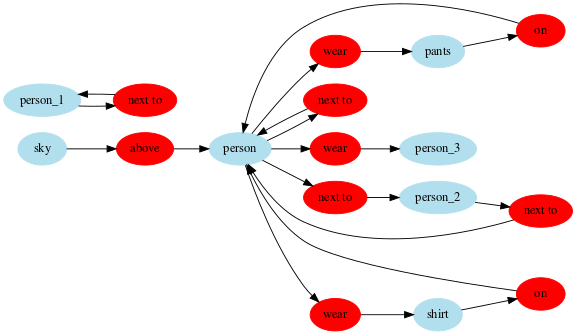 on
wear
pants
person_1
next to
next to
sky
above
person
wear
person_3
next to
person_2
next to
on
wear
shirt